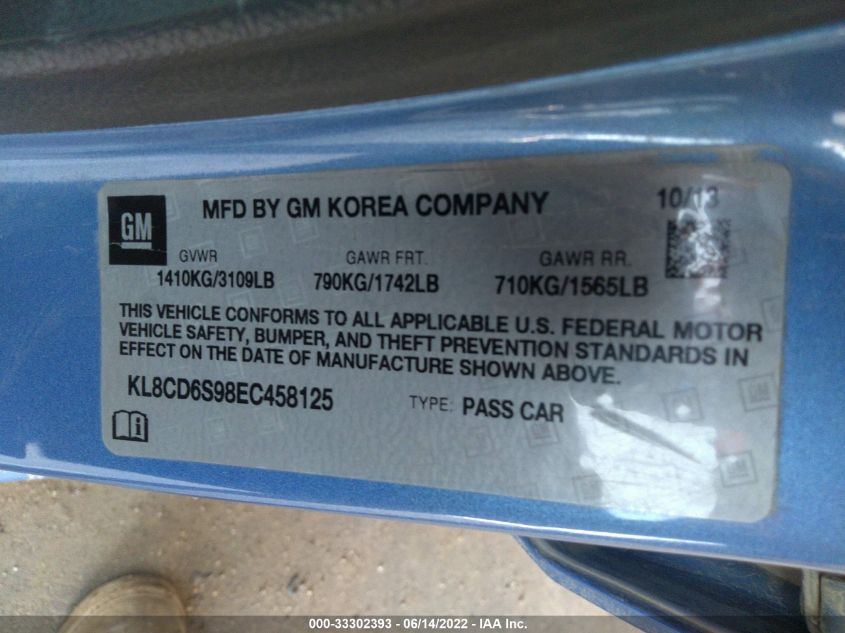 GM
MFD BY GM KOREA COMPANY
10/13
GVWR GAWR FRT. GAWR RR.
1410KG/3109LB 790KG/1742LB 710KG/1565LB
THIS VEHICLE CONFORMS TO ALL APPLICABLE U.S. FEDERAL MOTOR
VEHICLE SAFETY, BUMPER, AND THEFT PREVENTION STANDARDS IN
EFFECT ON THE DATE OF MANUFACTURE SHOWN ABOVE.
KL8CD6S98EC458125 TYPE: PASS CAR
000-33302393 - 06/14/2022 - IAA Inc.